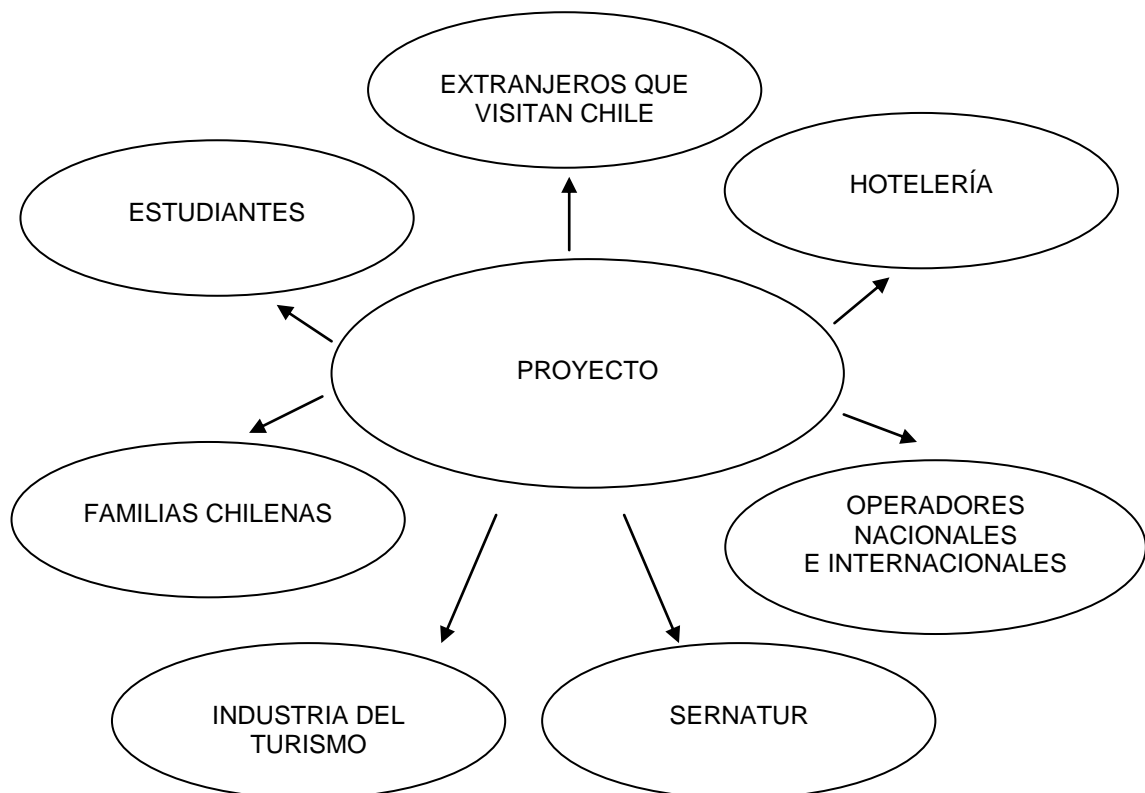 EXTRANJEROS QUE
VISITAN CHILE
HOTELERÍA
ESTUDIANTES
PROYECTO
FAMILIAS CHILENAS
OPERADORES
NACIONALES
E INTERNACIONALES
INDUSTRIA DEL
TURISMO
SERNATUR